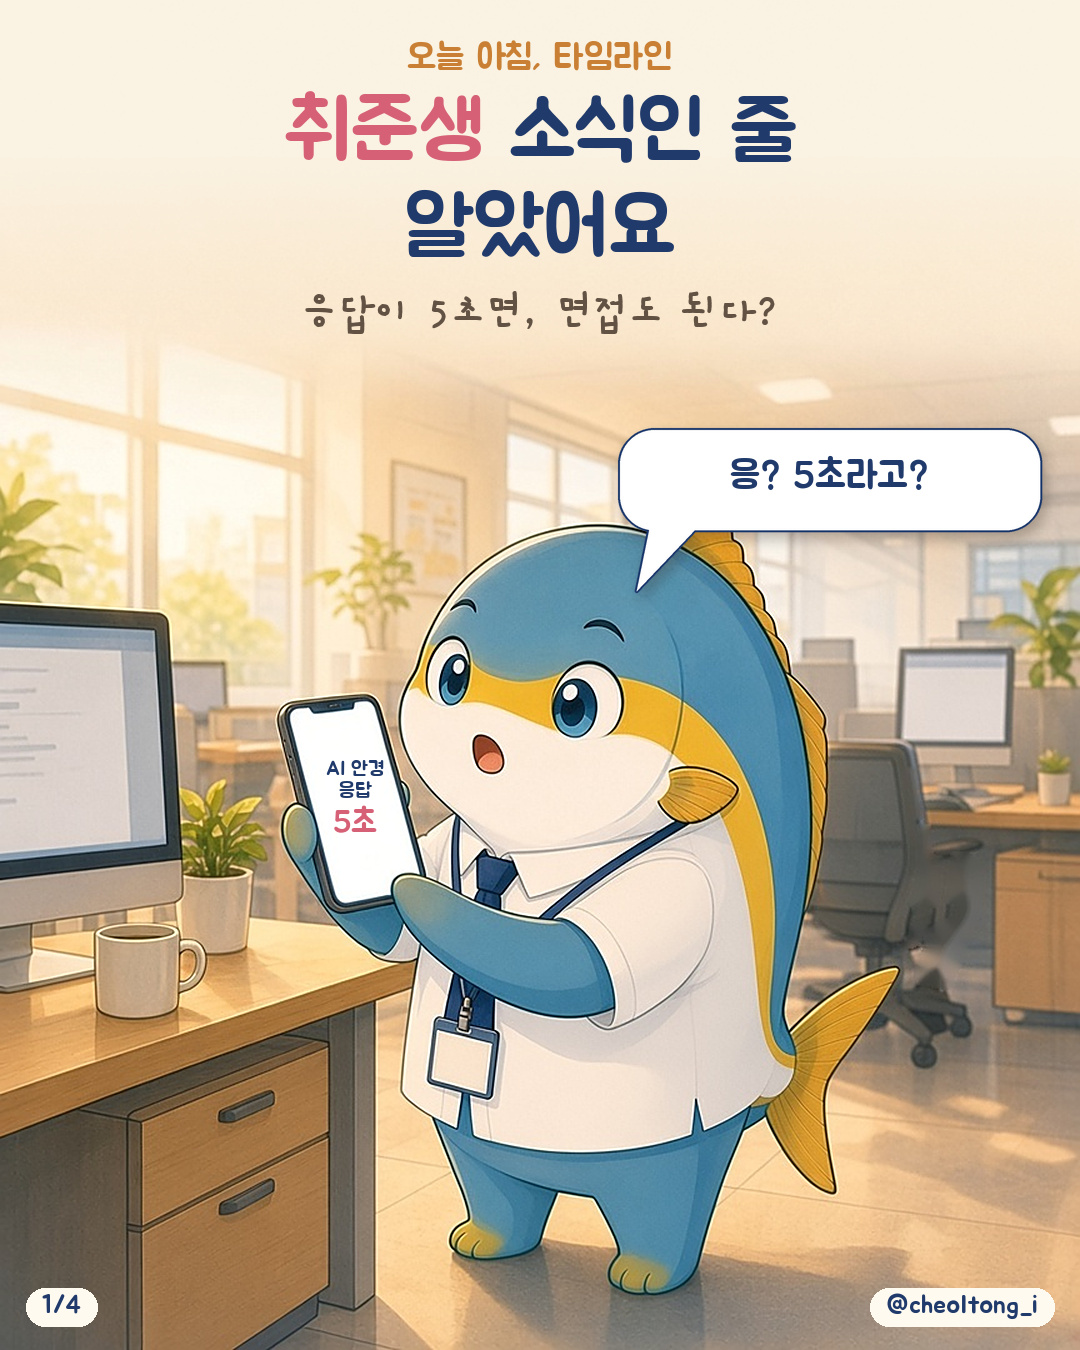 오늘 아침, 타임라인
취준생 소식인 줄
알았어요
응답이 5초면, 면접도 된다?
응? 5초라고?
AI 안경
응답
5초
1/4
@cheoltong_i